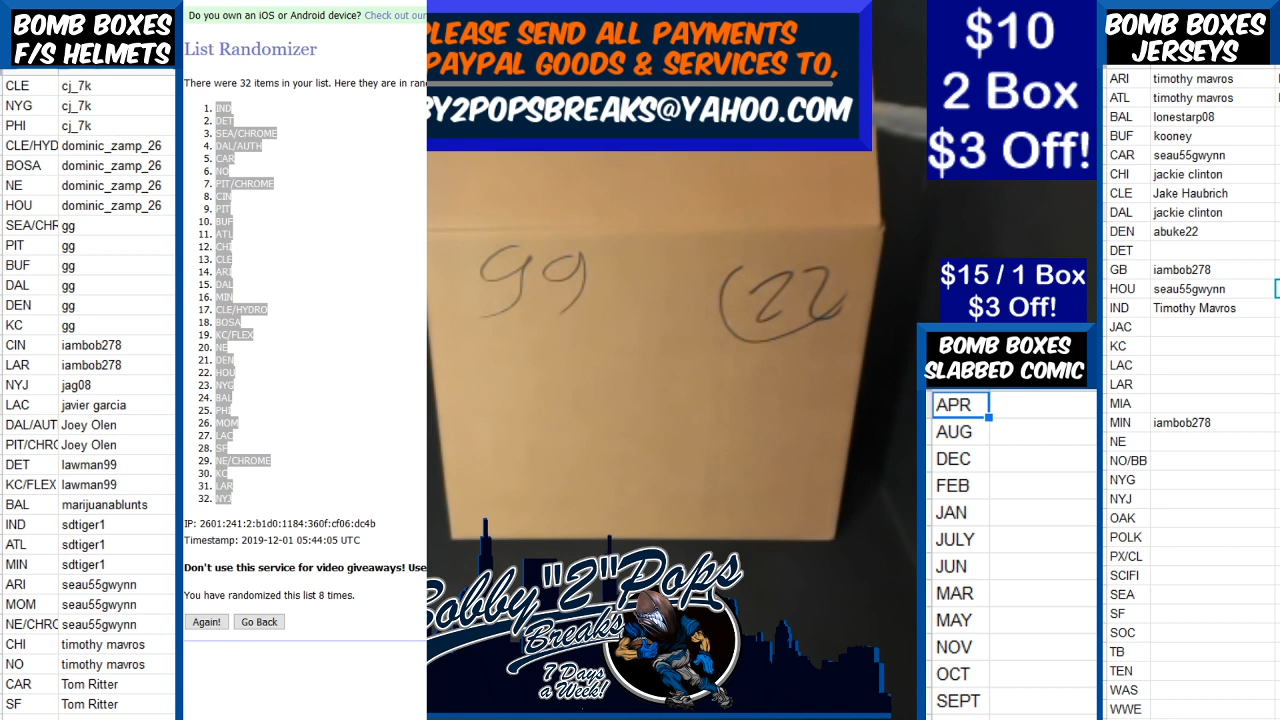 BOMB BOXES
F/S HELMETS
CLE cj_7k
NYG cj_7k
PHI cj_7k
CLE/HYD dominic_zamp_26
BOSA dominic_zamp_26
NE dominic_zamp_26
HOU dominic_zamp_26
SEA/CHR gg
PIT gg
BUF gg
DAL gg
DEN gg
KC gg
CIN iambob278
LAR iambob278
NYJ jag08
LAC javier garcia
DAL/AUT Joey Olen
PIT/CHRO Joey Olen
DET lawman99
KC/FLEX lawman99
BAL marijuanablunts
IND sdtiger1
ATL sdtiger1
MIN sdtiger1
ARI seau55gwynn
MOM seau55gwynn
NE/CHRO seau55gwynn
CHI timothy mavros
NO timothy mavros
CAR Tom Ritter
SF Tom Ritter
Do you own an iOS or Android device? Check out our
List Randomizer
There were 32 items in your list. Here they are in ran
1. IND
2. DET
3. SEA/CHROME
4. DAL/AUTH
5. CAR
6. NO
7. PIT/CHROME
8. CIN
9. PIT
10. BUF
11. ATL
12. CHI
13. CLE
14. ARI
15. DAL
16. MIN
17. CLE/HYDRO
18. BOSA
19. KC/FLEX
20. NE
21. DEN
22. HOU
23. NYG
24. BAL
25. PHI
26. MOM
27. LAC
28. SF
29. NE/CHROME
30. KC
31. LAR
32. NYJ
IP: 2601:241:2:b1d0:1184:360f:cf06:dc4b
Timestamp: 2019-12-01 05:44:05 UTC
Don't use this service for video giveaways! Use
You have randomized this list 8 times.
Again! Go Back
PLEASE SEND ALL PAYMENTS
PAYPAL GOODS & SERVICES TO,
BY2POPSBREAKS@YAHOO.COM
99 22
Bobby "2" Pops
Breaks
7 Days
a Week!
$10
2 Box
$3 Off!
$15 / 1 Box
$3 Off!
BOMB BOXES
SLABBED COMIC
APR
AUG
DEC
FEB
JAN
JULY
JUN
MAR
MAY
NOV
OCT
SEPT
BOMB BOXES
JERSEYS
ARI timothy mavros
ATL timothy mavros
BAL lonestarp08
BUF kooney
CAR seau55gwynn
CHI jackie clinton
CLE Jake Haubrich
DAL jackie clinton
DEN abuke22
DET
GB iambob278
HOU seau55gwynn
IND Timothy Mavros
JAC
KC
LAC
LAR
MIA
MIN iambob278
NE
NO/BB
NYG
NYJ
OAK
POLK
PX/CL
SCIFI
SEA
SF
SOC
TB
TEN
WAS
WWE